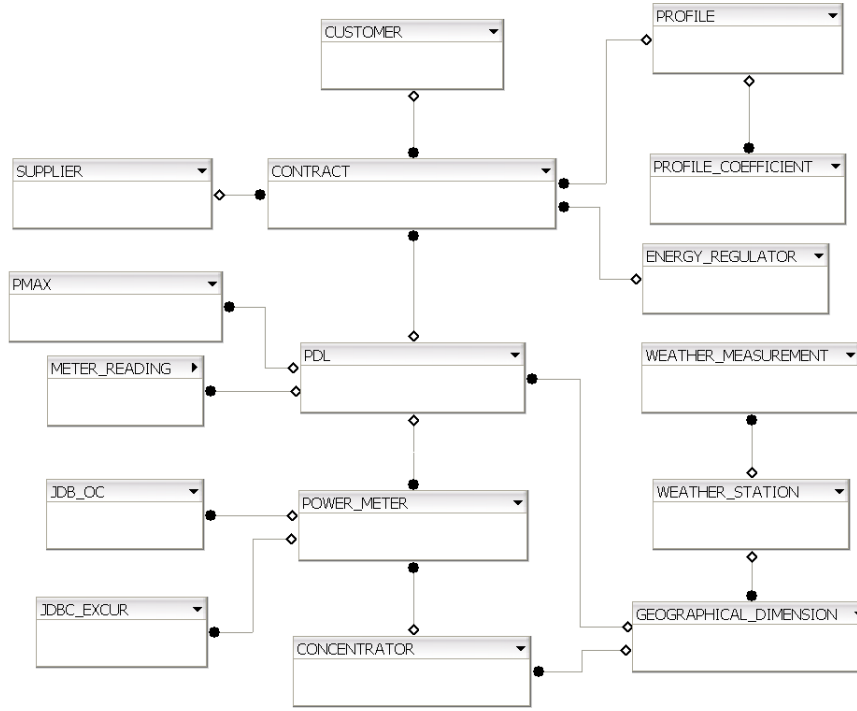 CUSTOMER
PROFILE
SUPPLIER
CONTRACT
PROFILE_COEFFICIENT
ENERGY_REGULATOR
PMAX
METER_READING
PDL
WEATHER_MEASUREMENT
JDB_OC
POWER_METER
WEATHER_STATION
JDBC_EXCUR
CONCENTRATOR
GEOGRAPHICAL_DIMENSION